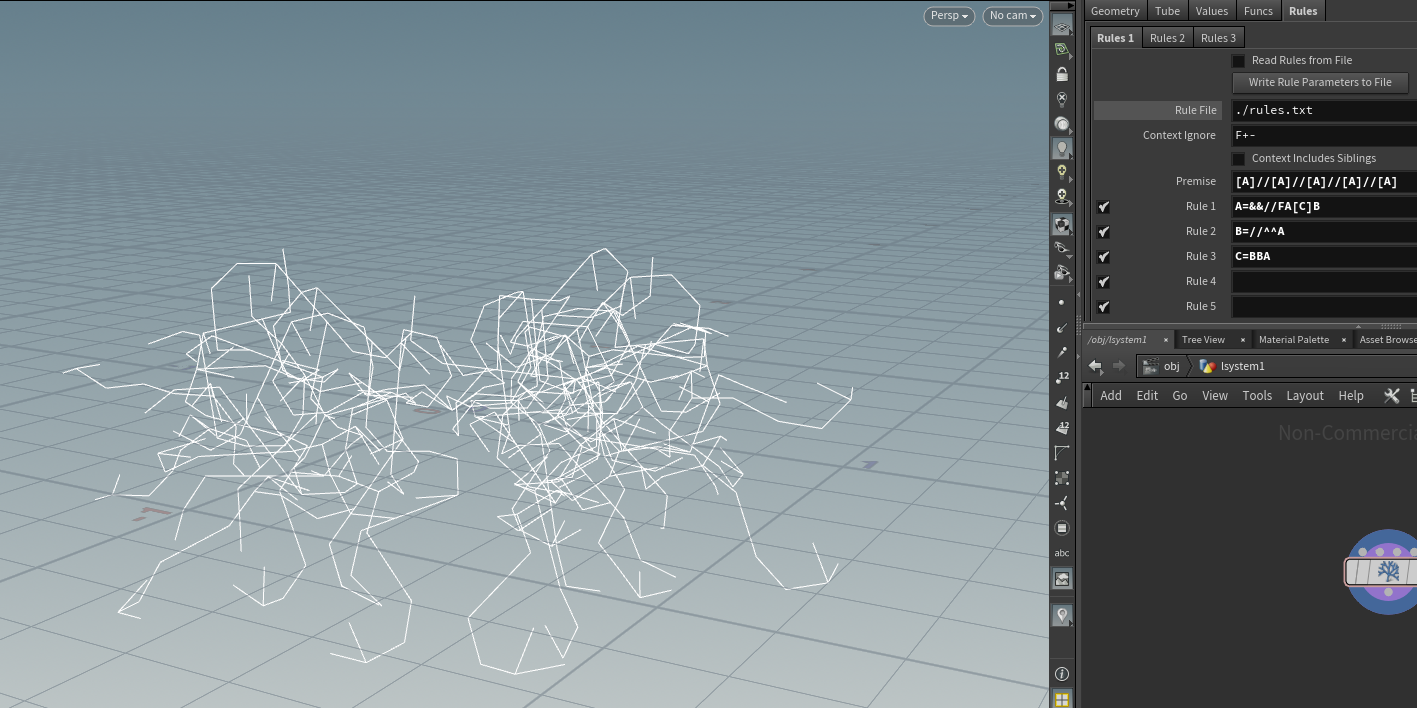 Persp No cam
Geometry Tube Values Funcs Rules
Rules 1 Rules 2 Rules 3
Read Rules from File
Write Rule Parameters to File
Rule File ./rules.txt
Context Ignore F+-
Context Includes Siblings
Premise [A]//[A]//[A]//[A]//[A]
Rule 1 A=&&//FA[C]B
Rule 2 B=//^^A
Rule 3 C=BBA
Rule 4
Rule 5
/obj/lsystem1 × Tree View × Material Palette × Asset Browse
obj lsystem1
Add Edit Go View Tools Layout Help
Non-Commercia
12
12
abc